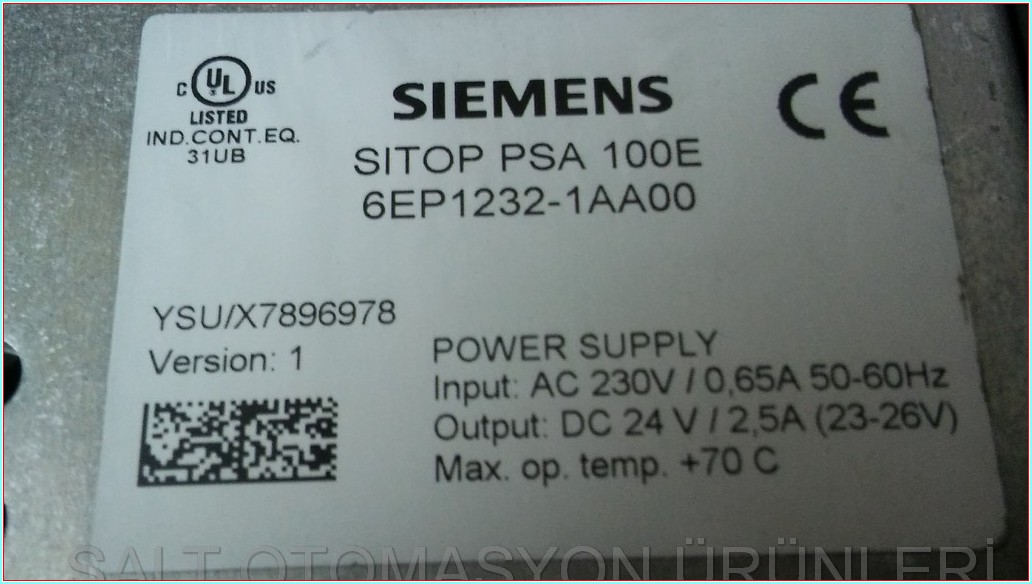 C UL US
LISTED
IND.CONT.EQ.
31UB
SIEMENS
CE
SITOP PSA 100E
6EP1232-1AA00
YSU/X7896978
Version: 1
POWER SUPPLY
Input: AC 230V / 0,65A 50-60Hz
Output: DC 24 V / 2,5A (23-26V)
Max. op. temp. +70 C
SALT OTOMASYON ÜRÜNLERİ